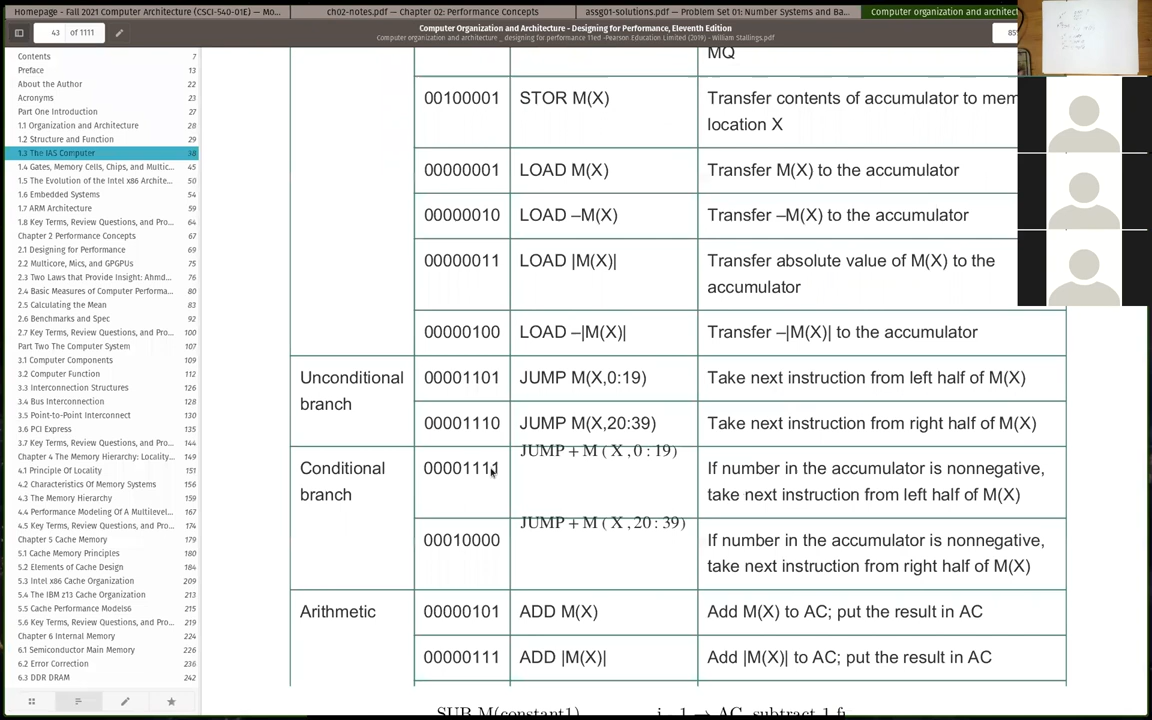 Homepage - Fall 2021 Computer Architecture (CSCI-540-01E) — Mo...
ch02-notes.pdf — Chapter 02: Performance Concepts
assg01-solutions.pdf — Problem Set 01: Number Systems and Ba...
computer organization and architect
43 of 1111
Computer Organization and Architecture - Designing for Performance, Eleventh Edition
Computer organization and architecture _ designing for performance 11ed -Pearson Education Limited (2019) - William Stallings.pdf
85
Contents 7
Preface 13
About the Author 22
Acronyms 23
Part One Introduction 27
1.1 Organization and Architecture 28
1.2 Structure and Function 29
1.3 The IAS Computer 38
1.4 Gates, Memory Cells, Chips, and Multic... 45
1.5 The Evolution of the Intel x86 Archite... 50
1.6 Embedded Systems 54
1.7 ARM Architecture 59
1.8 Key Terms, Review Questions, and Pro... 64
Chapter 2 Performance Concepts 67
2.1 Designing for Performance 69
2.2 Multicore, Mics, and GPGPUs 75
2.3 Two Laws that Provide Insight: Ahmd... 76
2.4 Basic Measures of Computer Performa... 80
2.5 Calculating the Mean 83
2.6 Benchmarks and Spec 92
2.7 Key Terms, Review Questions, and Pro... 100
Part Two The Computer System 107
3.1 Computer Components 109
3.2 Computer Function 112
3.3 Interconnection Structures 126
3.4 Bus Interconnection 128
3.5 Point-to-Point Interconnect 130
3.6 PCI Express 135
3.7 Key Terms, Review Questions, and Pro... 144
Chapter 4 The Memory Hierarchy: Locality... 149
4.1 Principle Of Locality 151
4.2 Characteristics Of Memory Systems 156
4.3 The Memory Hierarchy 159
4.4 Performance Modeling Of A Multilevel... 167
4.5 Key Terms, Review Questions, and Pro... 174
Chapter 5 Cache Memory 179
5.1 Cache Memory Principles 180
5.2 Elements of Cache Design 184
5.3 Intel x86 Cache Organization 209
5.4 The IBM z13 Cache Organization 213
5.5 Cache Performance Models6 215
5.6 Key Terms, Review Questions, and Pro... 219
Chapter 6 Internal Memory 224
6.1 Semiconductor Main Memory 226
6.2 Error Correction 236
6.3 DDR DRAM 242
MQ
00100001 STOR M(X) Transfer contents of accumulator to mem
location X
00000001 LOAD M(X) Transfer M(X) to the accumulator
00000010 LOAD –M(X) Transfer –M(X) to the accumulator
00000011 LOAD |M(X)| Transfer absolute value of M(X) to the
accumulator
00000100 LOAD –|M(X)| Transfer –|M(X)| to the accumulator
Unconditional 00001101 JUMP M(X,0:19) Take next instruction from left half of M(X)
branch
00001110 JUMP M(X,20:39) Take next instruction from right half of M(X)
JUMP + M ( X , 0 : 19)
Conditional 00001111 If number in the accumulator is nonnegative,
branch take next instruction from left half of M(X)
JUMP + M ( X , 20 : 39)
00010000 If number in the accumulator is nonnegative,
take next instruction from right half of M(X)
Arithmetic 00000101 ADD M(X) Add M(X) to AC; put the result in AC
00000111 ADD |M(X)| Add |M(X)| to AC; put the result in AC
SUB M(constant1) i - 1 → AC, subtract 1 f